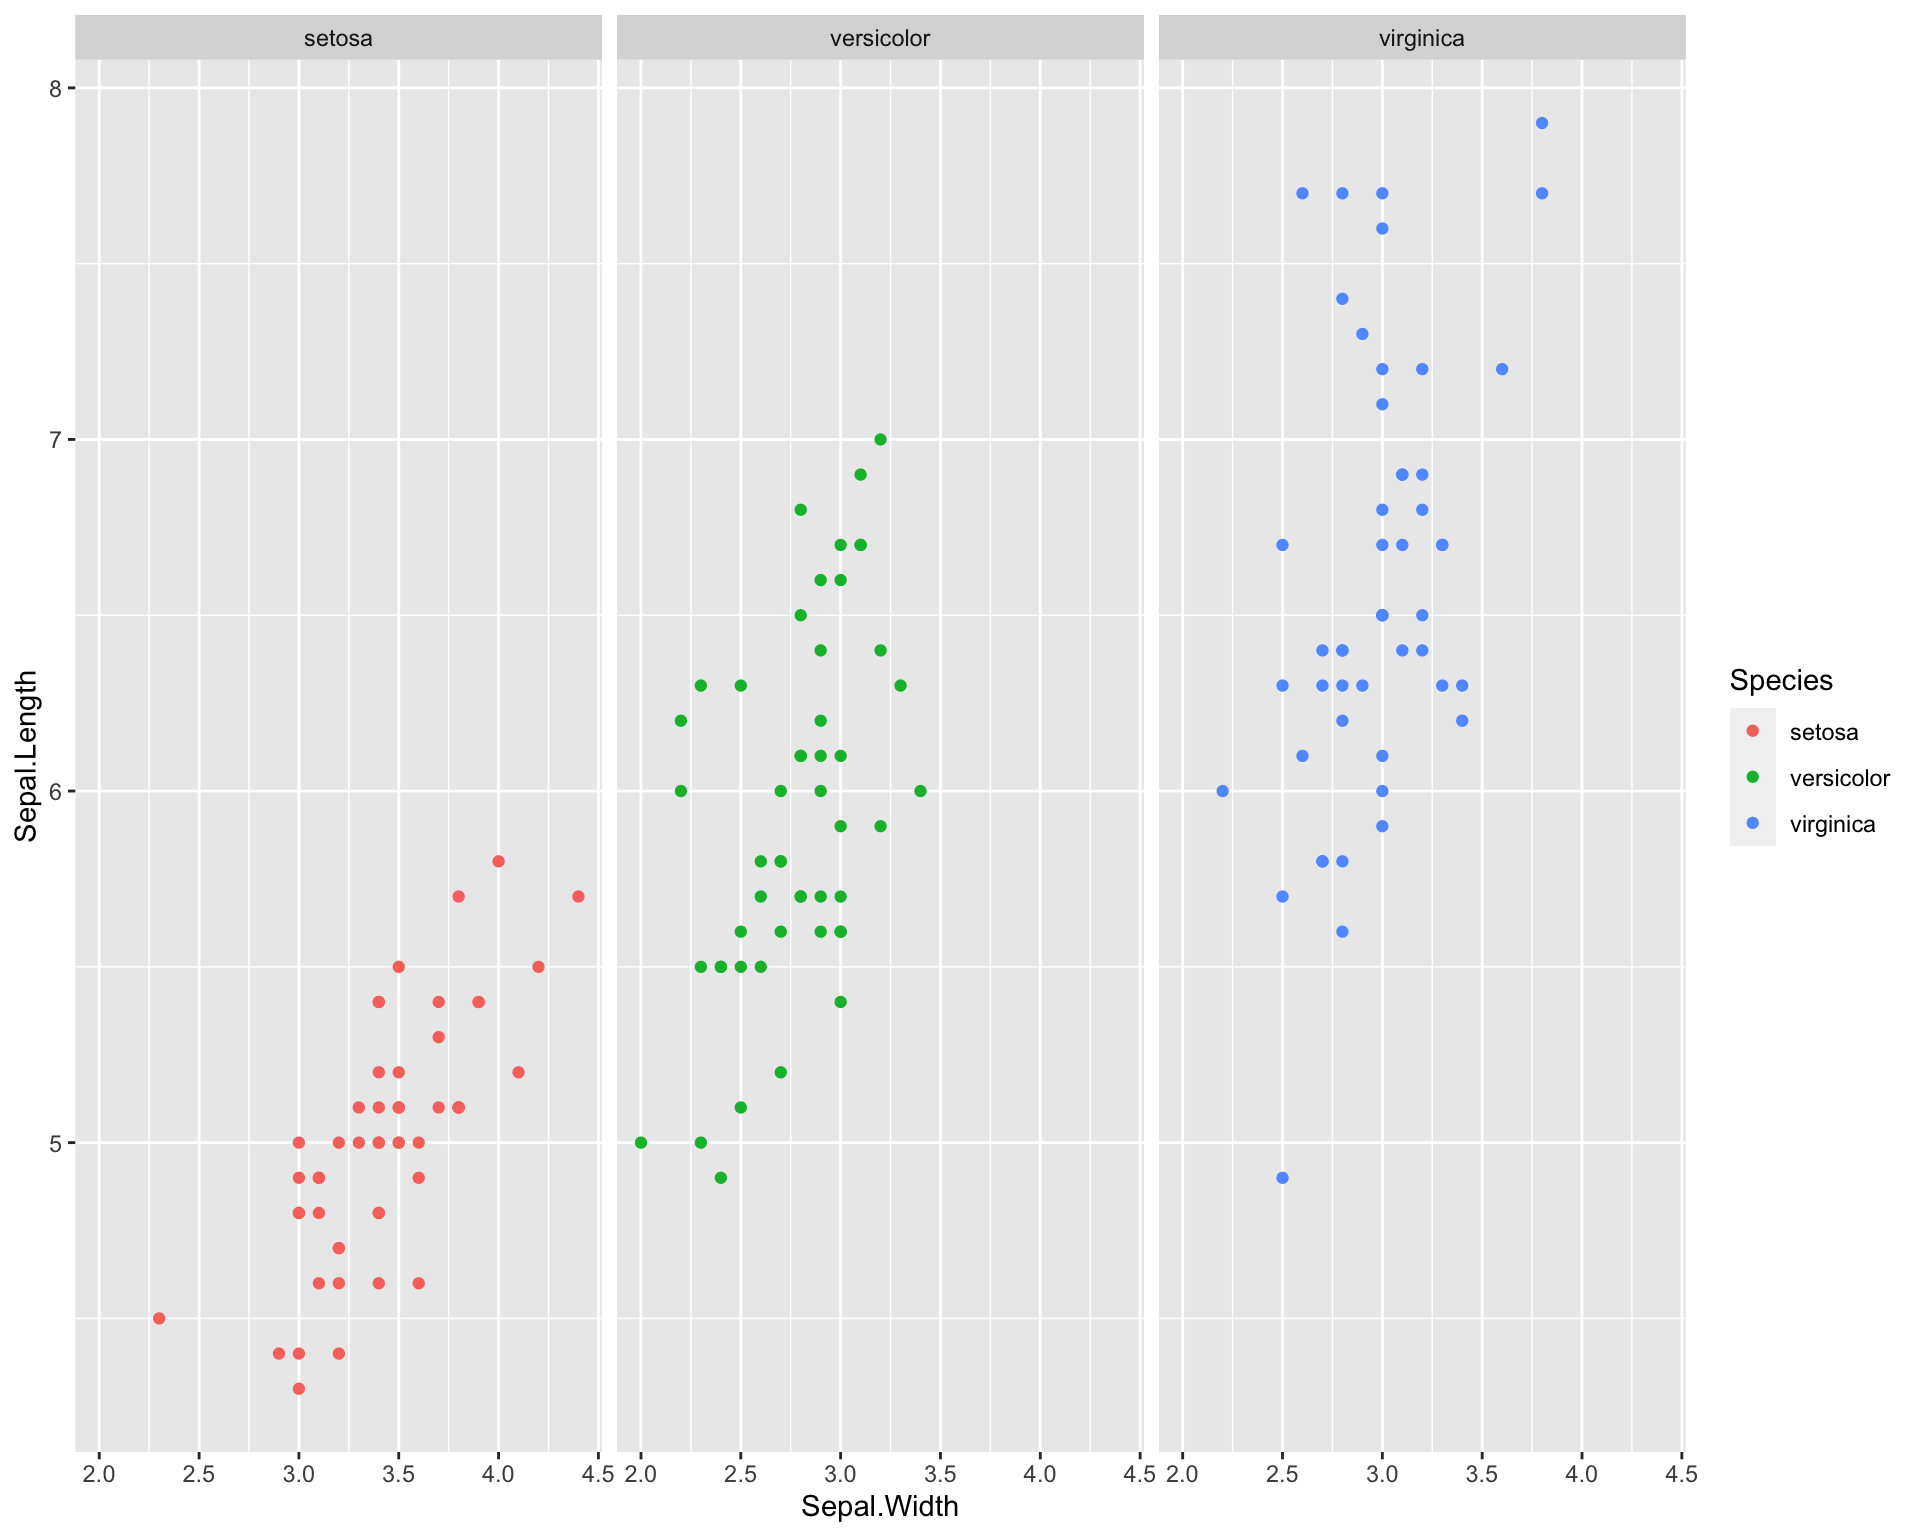 setosa versicolor virginica
8
7
6
5
Sepal.Length
2.0 2.5 3.0 3.5 4.0 4.5 2.0 2.5 3.0 3.5 4.0 4.5 2.0 2.5 3.0 3.5 4.0 4.5
Sepal.Width
Species
setosa
versicolor
virginica